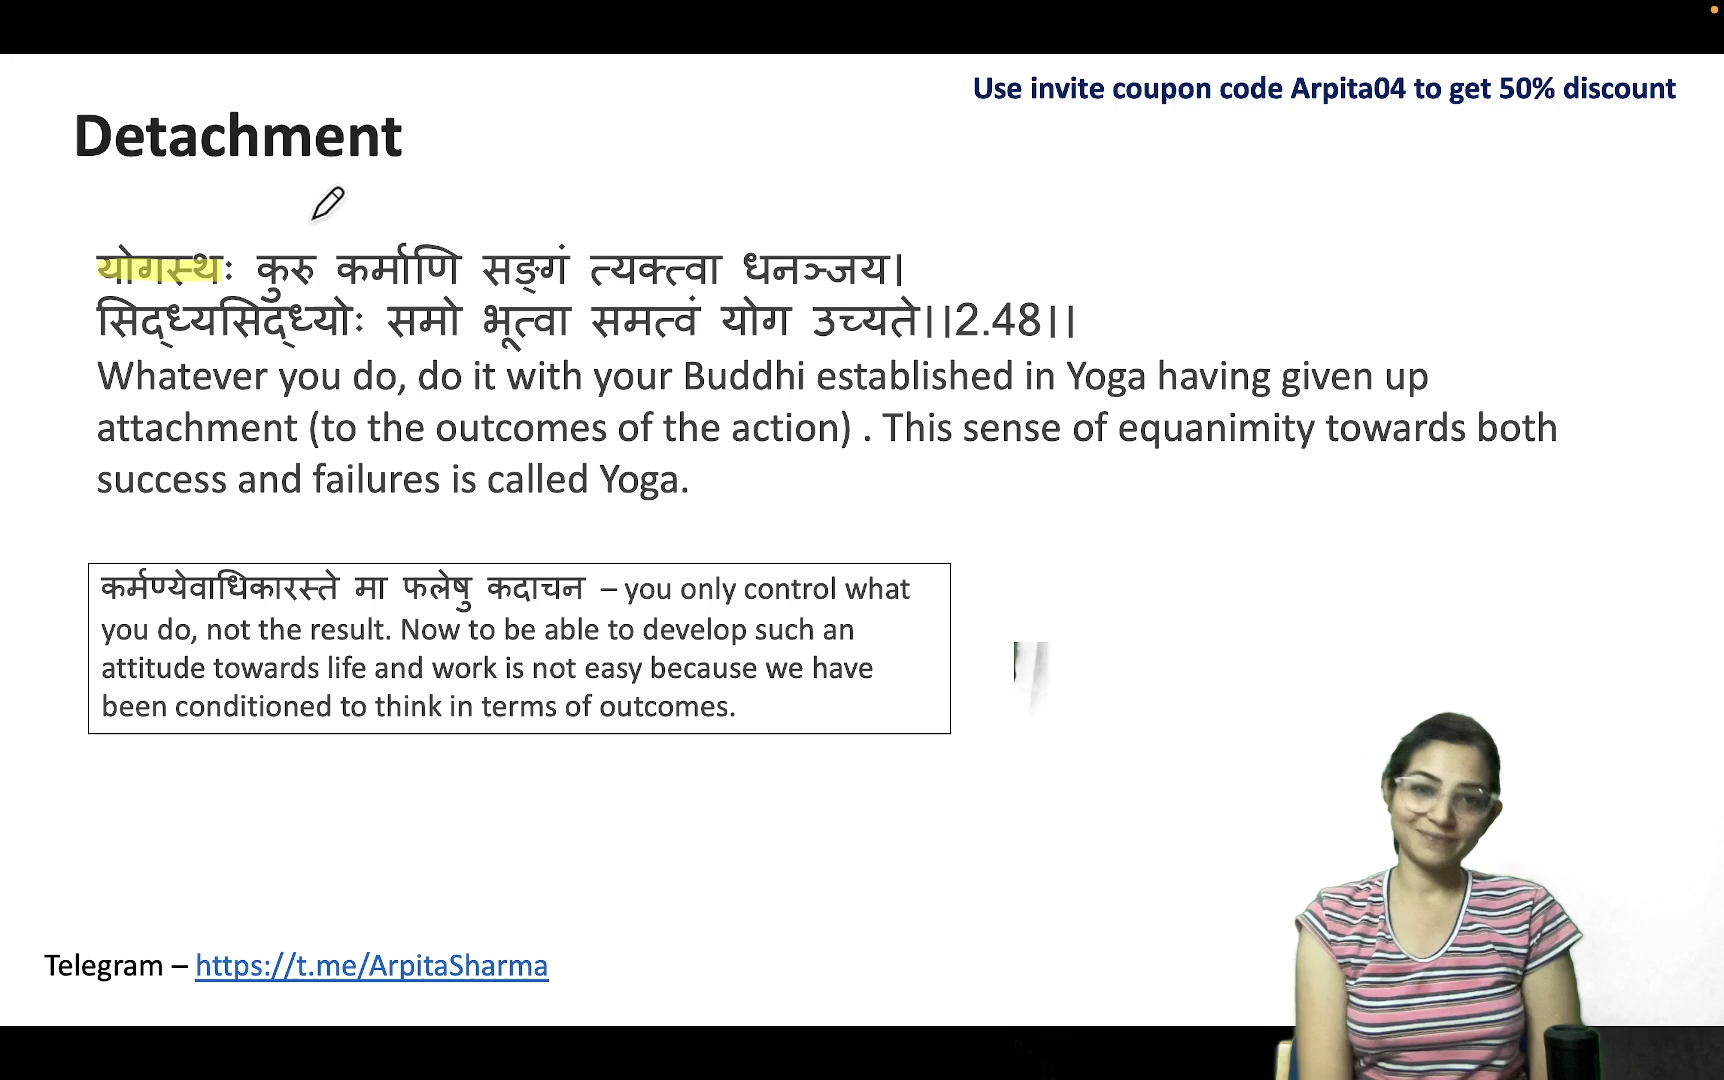 Use invite coupon code Arpita04 to get 50% discount
Detachment
योगस्थः कुरु कर्माणि सङ्गं त्यक्त्वा धनञ्जय।
सिद्ध्यसिद्ध्योः समो भूत्वा समत्वं योग उच्यते।।2.48।।
Whatever you do, do it with your Buddhi established in Yoga having given up
attachment (to the outcomes of the action) . This sense of equanimity towards both
success and failures is called Yoga.
कर्मण्येवाधिकारस्ते मा फलेषु कदाचन – you only control what
you do, not the result. Now to be able to develop such an
attitude towards life and work is not easy because we have
been conditioned to think in terms of outcomes.
Telegram – https://t.me/ArpitaSharma